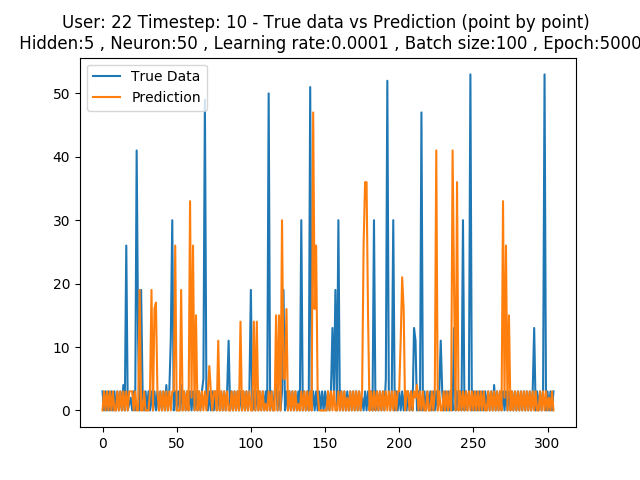 User: 22 Timestep: 10 - True data vs Prediction (point by point)
Hidden:5 , Neuron:50 , Learning rate:0.0001 , Batch size:100 , Epoch:5000
True Data
Prediction
50
40
30
20
10
0
0 50 100 150 200 250 300